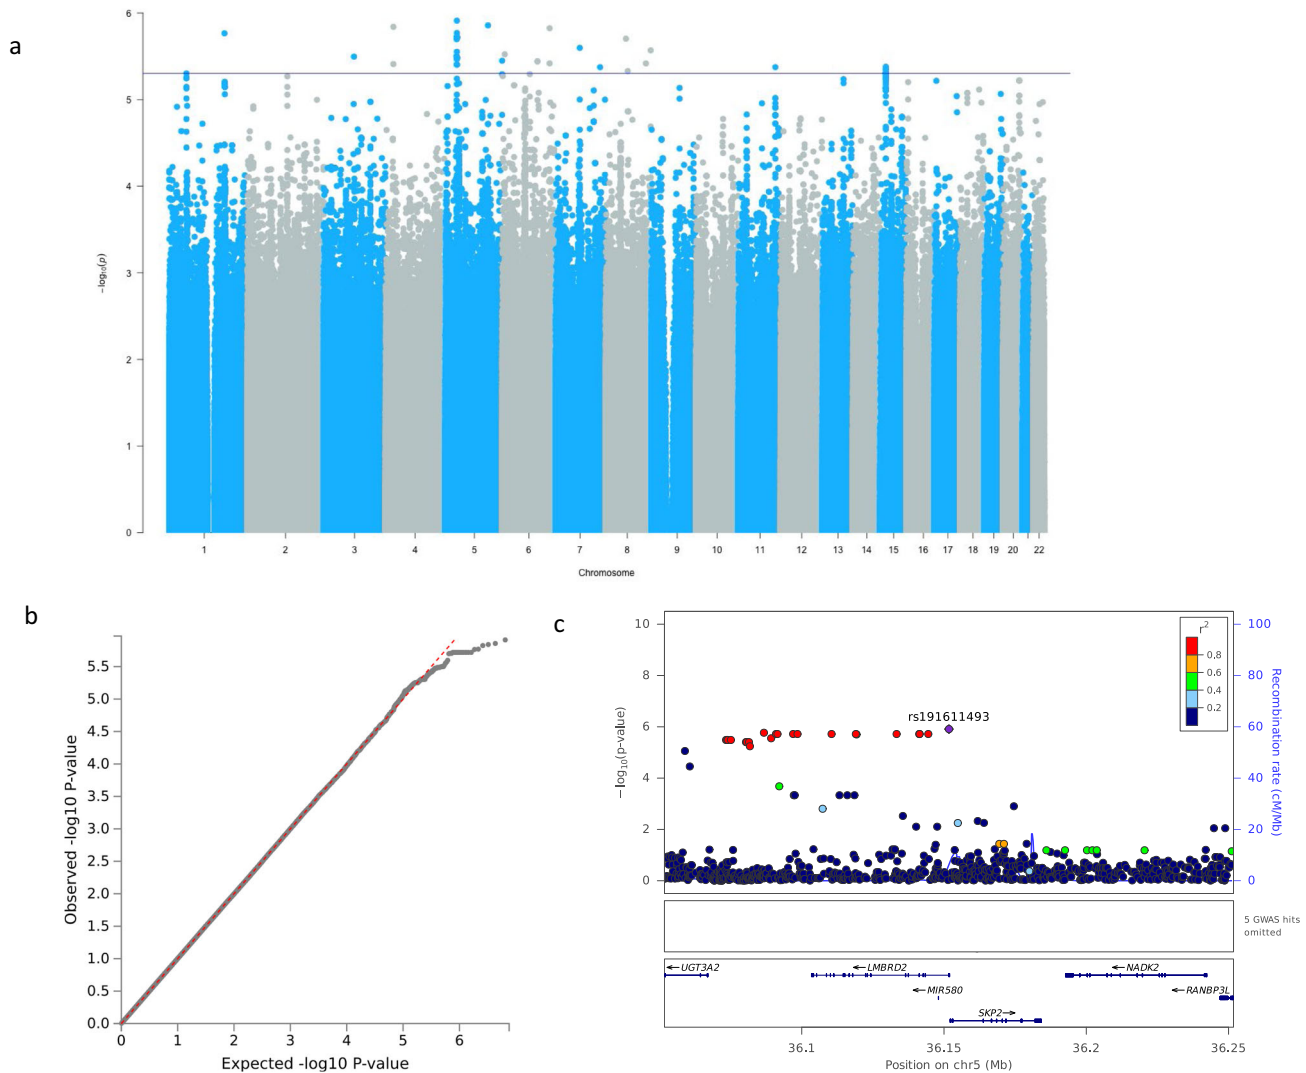 a
6
5
4
3
2
1
0
−log₁₀(p)
1 2 3 4 5 6 7 8 9 10 11 12 13 14 15 16 17 18 19 20 22
Chromosome
b
5.5
5.0
4.5
4.0
3.5
3.0
2.5
2.0
1.5
1.0
0.5
0.0
Observed -log10 P-value
0 1 2 3 4 5 6
Expected -log10 P-value
c
10
8
6
4
2
0
−log₁₀(p-value)
rs191611493
r²
0.8
0.6
0.4
0.2
100
80
60
40
20
0
Recombination rate (cM/Mb)
5 GWAS hits
omitted
←UGT3A2
←LMBRD2
←NADK2
←MIR580
←RANBP3L
SKP2→
36.1 36.15 36.2 36.25
Position on chr5 (Mb)